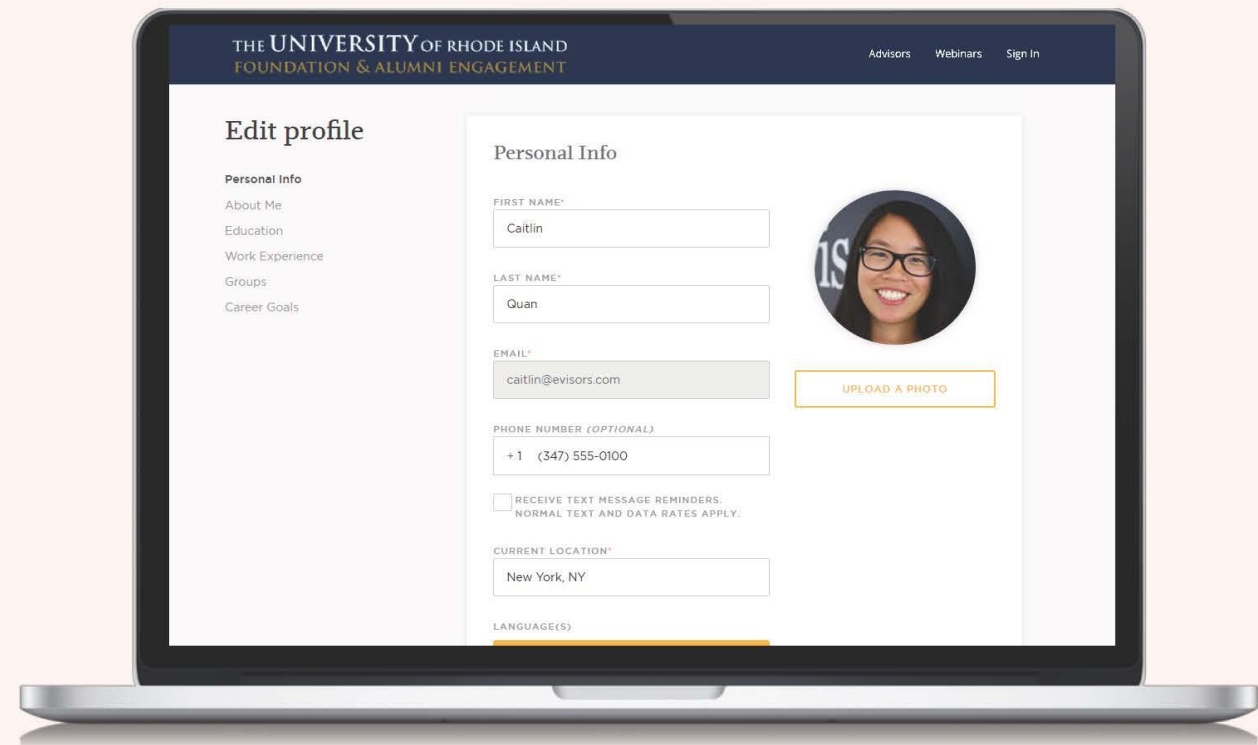 THE UNIVERSITY OF RHODE ISLAND
FOUNDATION & ALUMNI ENGAGEMENT
Advisors Webinars Sign In
Edit profile
Personal Info
About Me
Education
Work Experience
Groups
Career Goals
Personal Info
FIRST NAME*
Caitlin
LAST NAME*
Quan
EMAIL*
caitlin@evisors.com
PHONE NUMBER (OPTIONAL)
+ 1 (347) 555-0100
RECEIVE TEXT MESSAGE REMINDERS.
NORMAL TEXT AND DATA RATES APPLY.
CURRENT LOCATION*
New York, NY
LANGUAGE(S)
is
UPLOAD A PHOTO